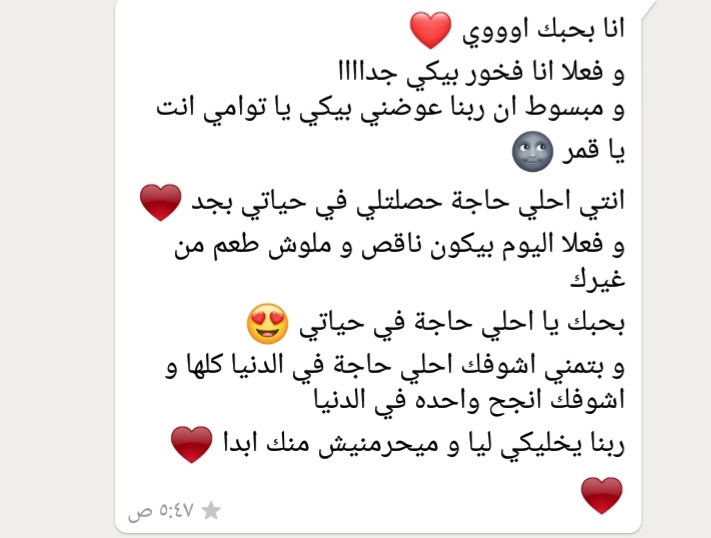 انا بحبك اوووي ❤️
و فعلا انا فخور بيكي جداااا
و مبسوط ان ربنا عوضني بيكي يا توامي انت
يا قمر 🌚
انتي احلي حاجة حصلتلي في حياتي بجد ♥️
و فعلا اليوم بيكون ناقص و ملوش طعم من
غيرك
بحبك يا احلي حاجة في حياتي 😍
و بتمني اشوفك احلي حاجة في الدنيا كلها و
اشوفك انجح واحده في الدنيا
ربنا يخليكي ليا و ميحرمنيش منك ابدا ♥️
♥️
٥:٤٧ ص